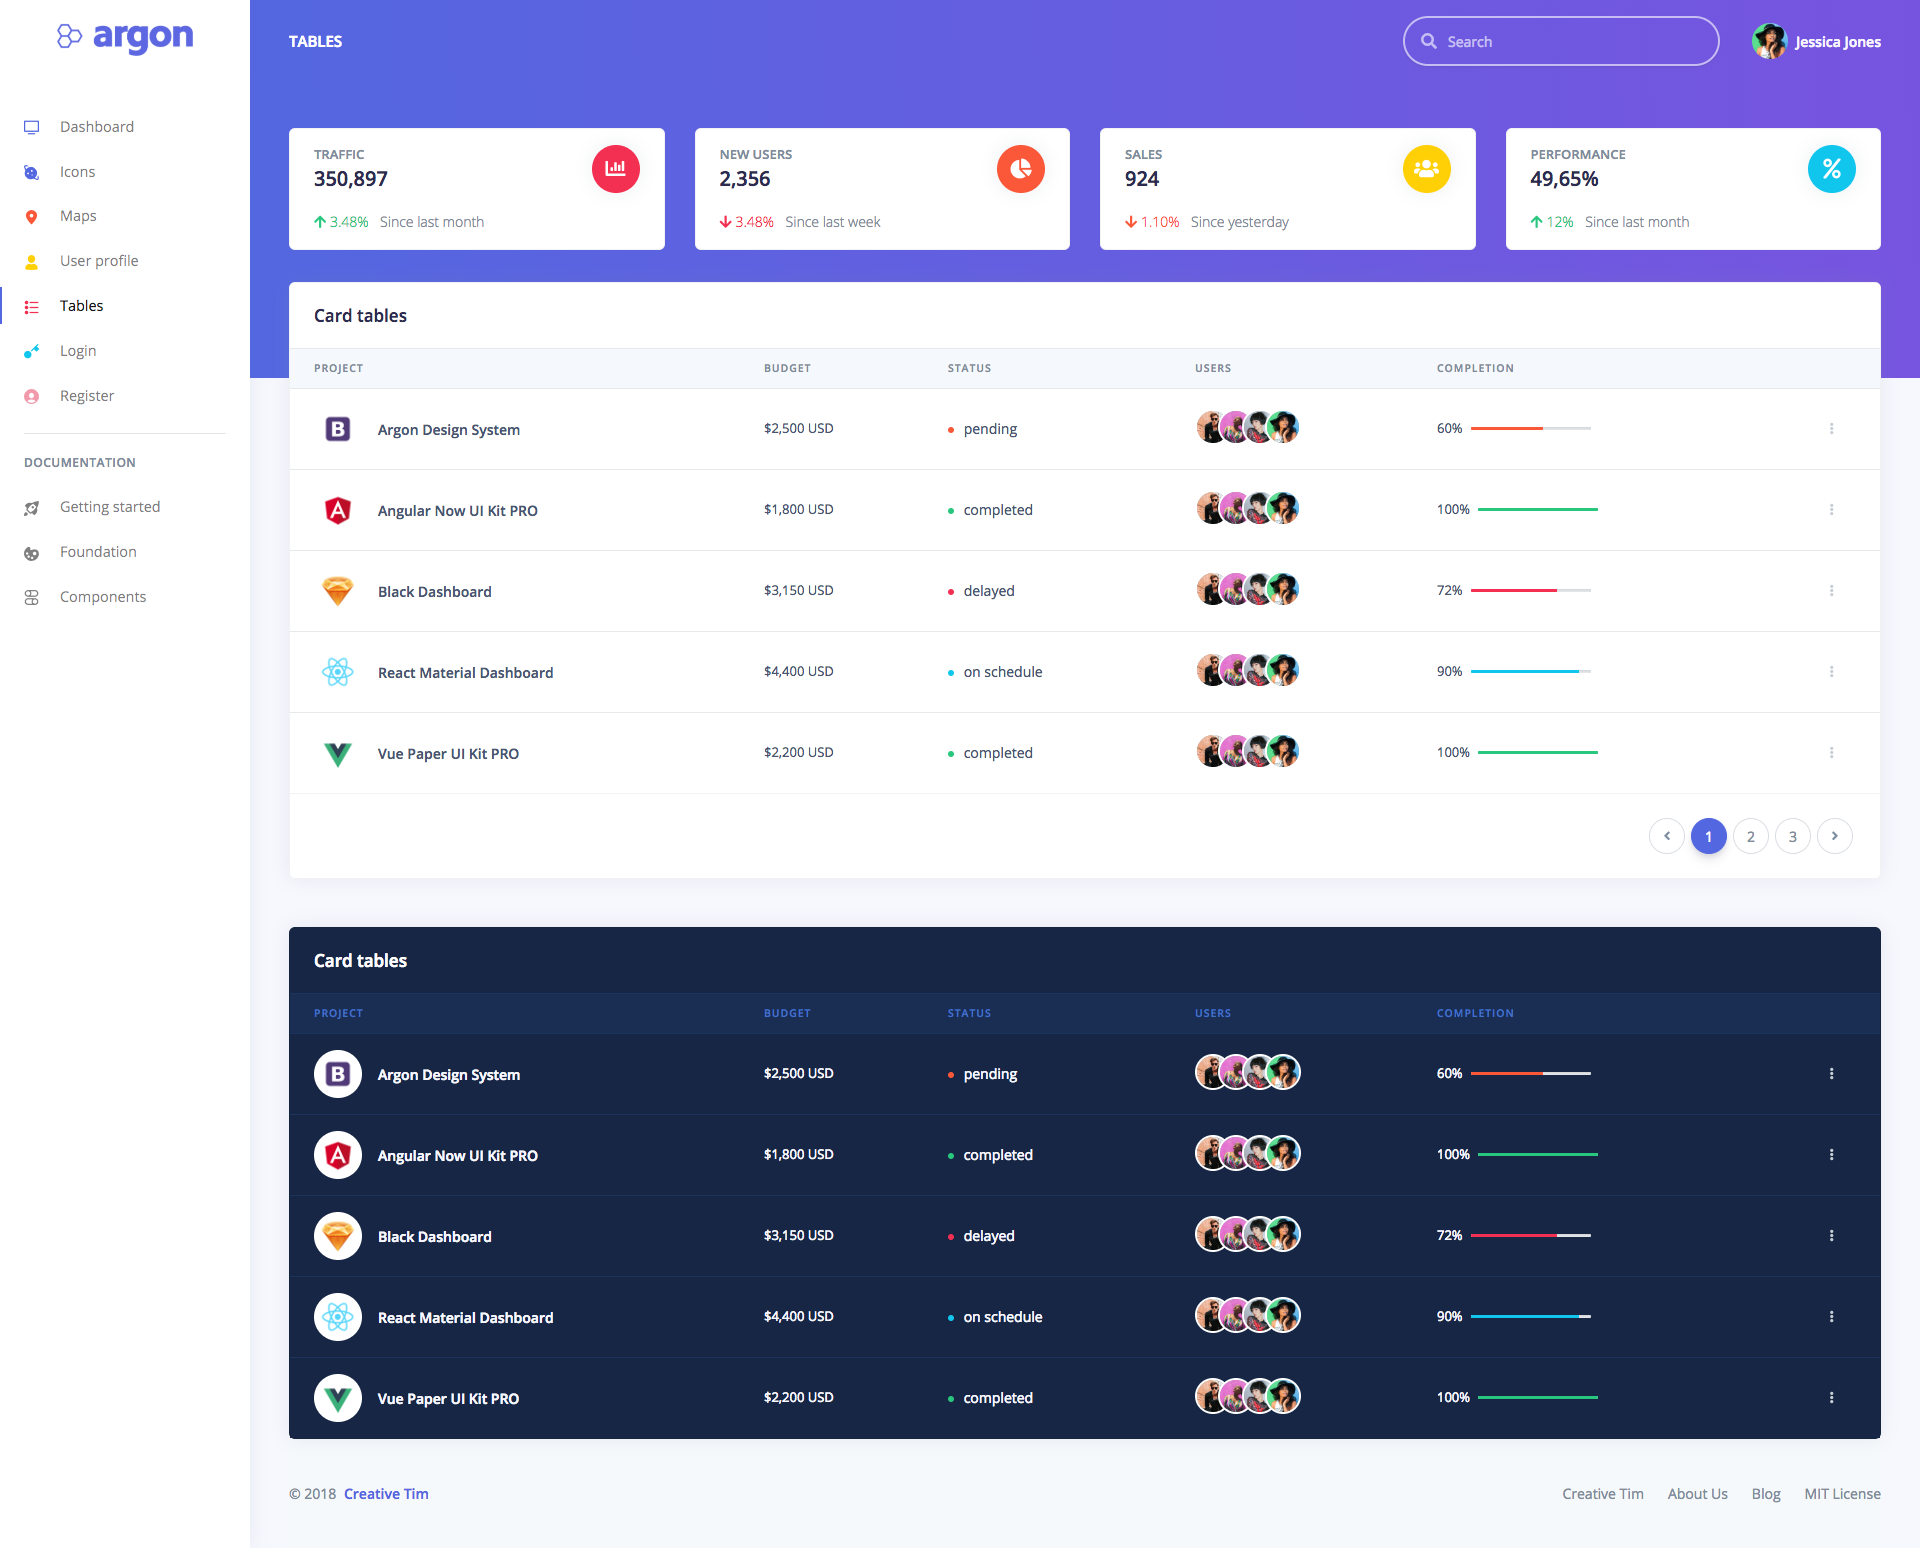 argon
Dashboard
Icons
Maps
User profile
Tables
Login
Register
DOCUMENTATION
Getting started
Foundation
Components
TABLES
Search
Jessica Jones
TRAFFIC
350,897
3.48% Since last month
NEW USERS
2,356
3.48% Since last week
SALES
924
1.10% Since yesterday
PERFORMANCE
49,65%
12% Since last month
Card tables
PROJECT BUDGET STATUS USERS COMPLETION
B Argon Design System $2,500 USD pending 60%
A Angular Now UI Kit PRO $1,800 USD completed 100%
Black Dashboard $3,150 USD delayed 72%
React Material Dashboard $4,400 USD on schedule 90%
Vue Paper UI Kit PRO $2,200 USD completed 100%
1 2 3
Card tables
PROJECT BUDGET STATUS USERS COMPLETION
B Argon Design System $2,500 USD pending 60%
A Angular Now UI Kit PRO $1,800 USD completed 100%
Black Dashboard $3,150 USD delayed 72%
React Material Dashboard $4,400 USD on schedule 90%
Vue Paper UI Kit PRO $2,200 USD completed 100%
© 2018 Creative Tim
Creative Tim About Us Blog MIT License